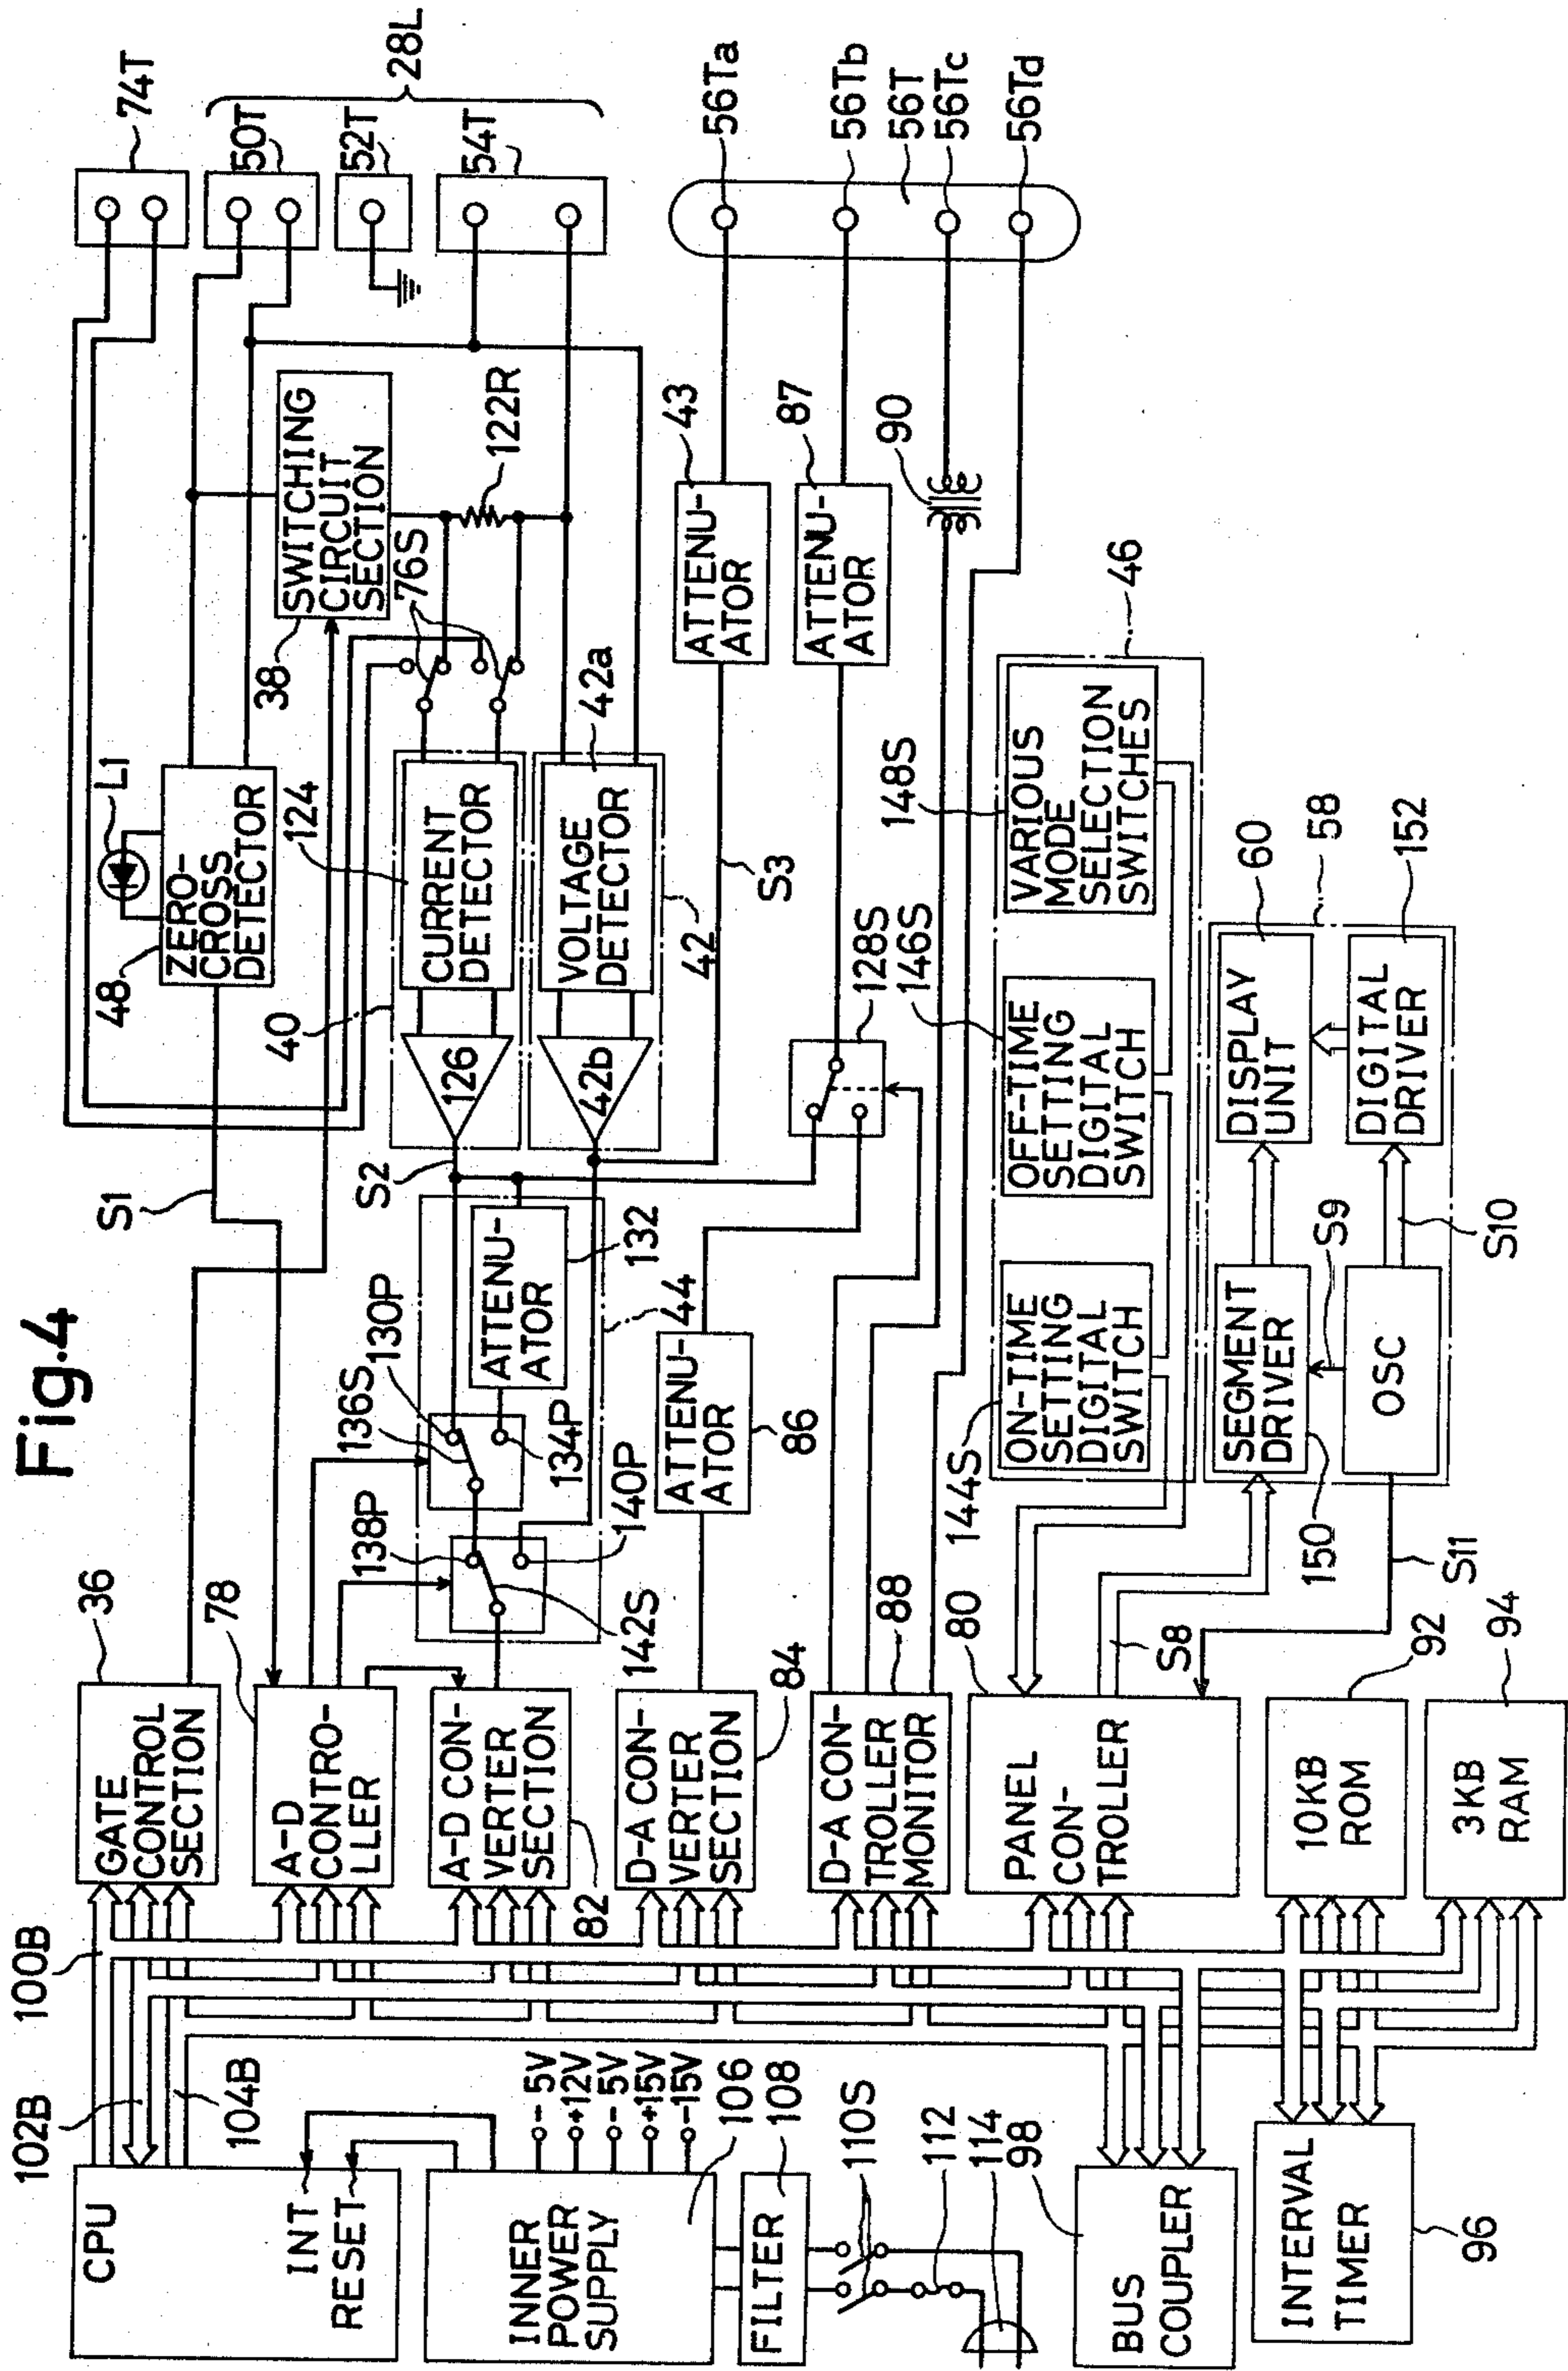 Fig.4
CPU
INT
RESET
102B
100B
104B
INNER
POWER
SUPPLY
- 5V
+12V
- 5V
+15V
-15V
106
FILTER
108
110S
112
114
98
BUS
COUPLER
INTERVAL
TIMER
96
GATE
CONTROL
SECTION
36
A-D
CONTRO-
LLER
78
A-D CON-
VERTER
SECTION
82
D-A CON-
VERTER
SECTION
84
D-A CON-
TROLLER
MONITOR
88
PANEL
CON-
TROLLER
80
10KB
ROM
92
3KB
RAM
94
S1
138P
136S
130P
134P
140P
142S
ATTENU-
ATOR
132
44
ATTENU-
ATOR
86
S2
ZERO-
CROSS
DETECTOR
48
L1
124
40
CURRENT
DETECTOR
126
VOLTAGE
DETECTOR
42b
42a
42
S3
128S
SWITCHING
CIRCUIT
SECTION
38
76S
122R
ATTENU-
ATOR
43
ATTENU-
ATOR
87
90
74T
50T
52T
54T
28L
56Ta
56Tb
56T
56Tc
56Td
ON-TIME
SETTING
DIGITAL
SWITCH
144S
OFF-TIME
SETTING
DIGITAL
SWITCH
146S
VARIOUS
MODE
SELECTION
SWITCHES
148S
46
SEGMENT
DRIVER
150
OSC
S8
S9
S10
S11
DISPLAY
UNIT
60
DIGITAL
DRIVER
152
58